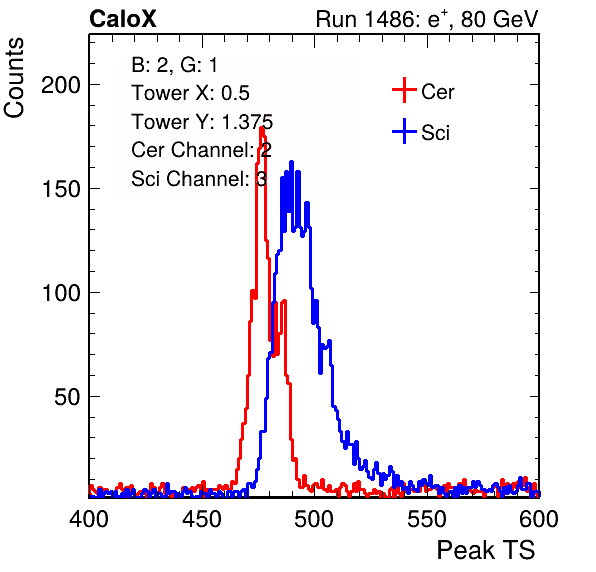 CaloX Run 1486: e⁺, 80 GeV
Counts
B: 2, G: 1
Tower X: 0.5
Tower Y: 1.375
Cer Channel: 2
Sci Channel: 3
Cer
Sci
200
150
100
50
400 450 500 550 600
Peak TS